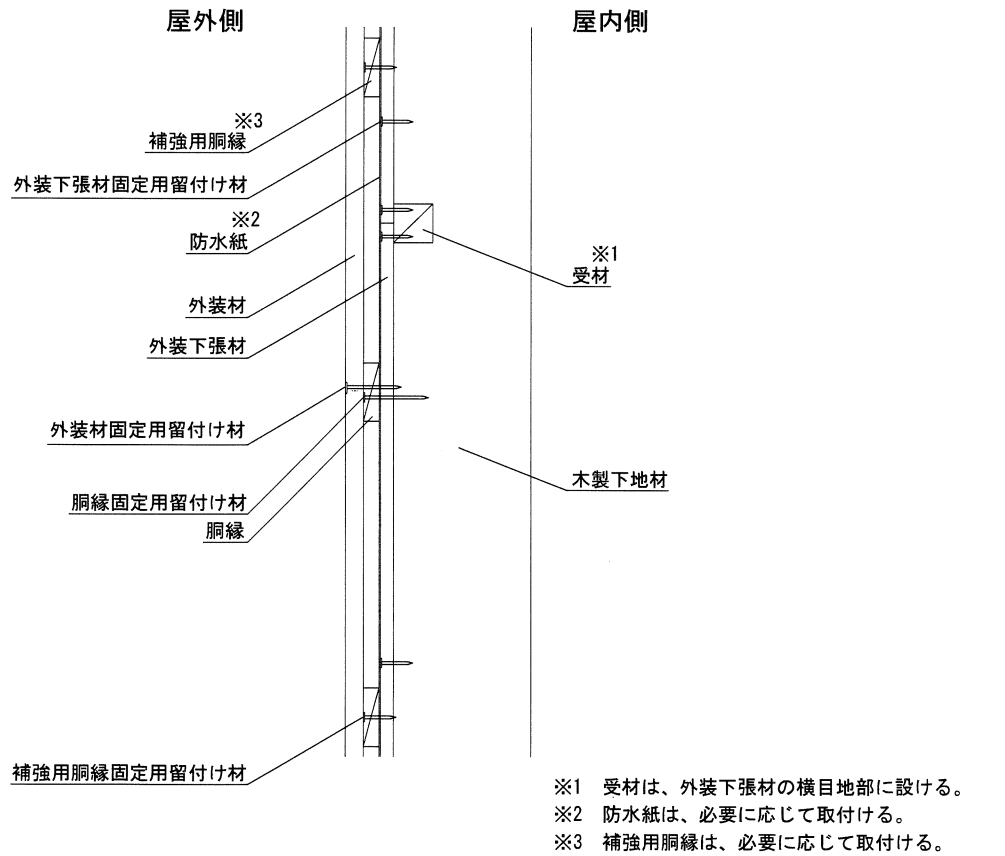 屋外側
屋内側
※3
補強用胴縁
外装下張材固定用留付け材
※2
防水紙
※1
受材
外装材
外装下張材
外装材固定用留付け材
木製下地材
胴縁固定用留付け材
胴縁
補強用胴縁固定用留付け材
※1 受材は、外装下張材の横目地部に設ける。
※2 防水紙は、必要に応じて取付ける。
※3 補強用胴縁は、必要に応じて取付ける。